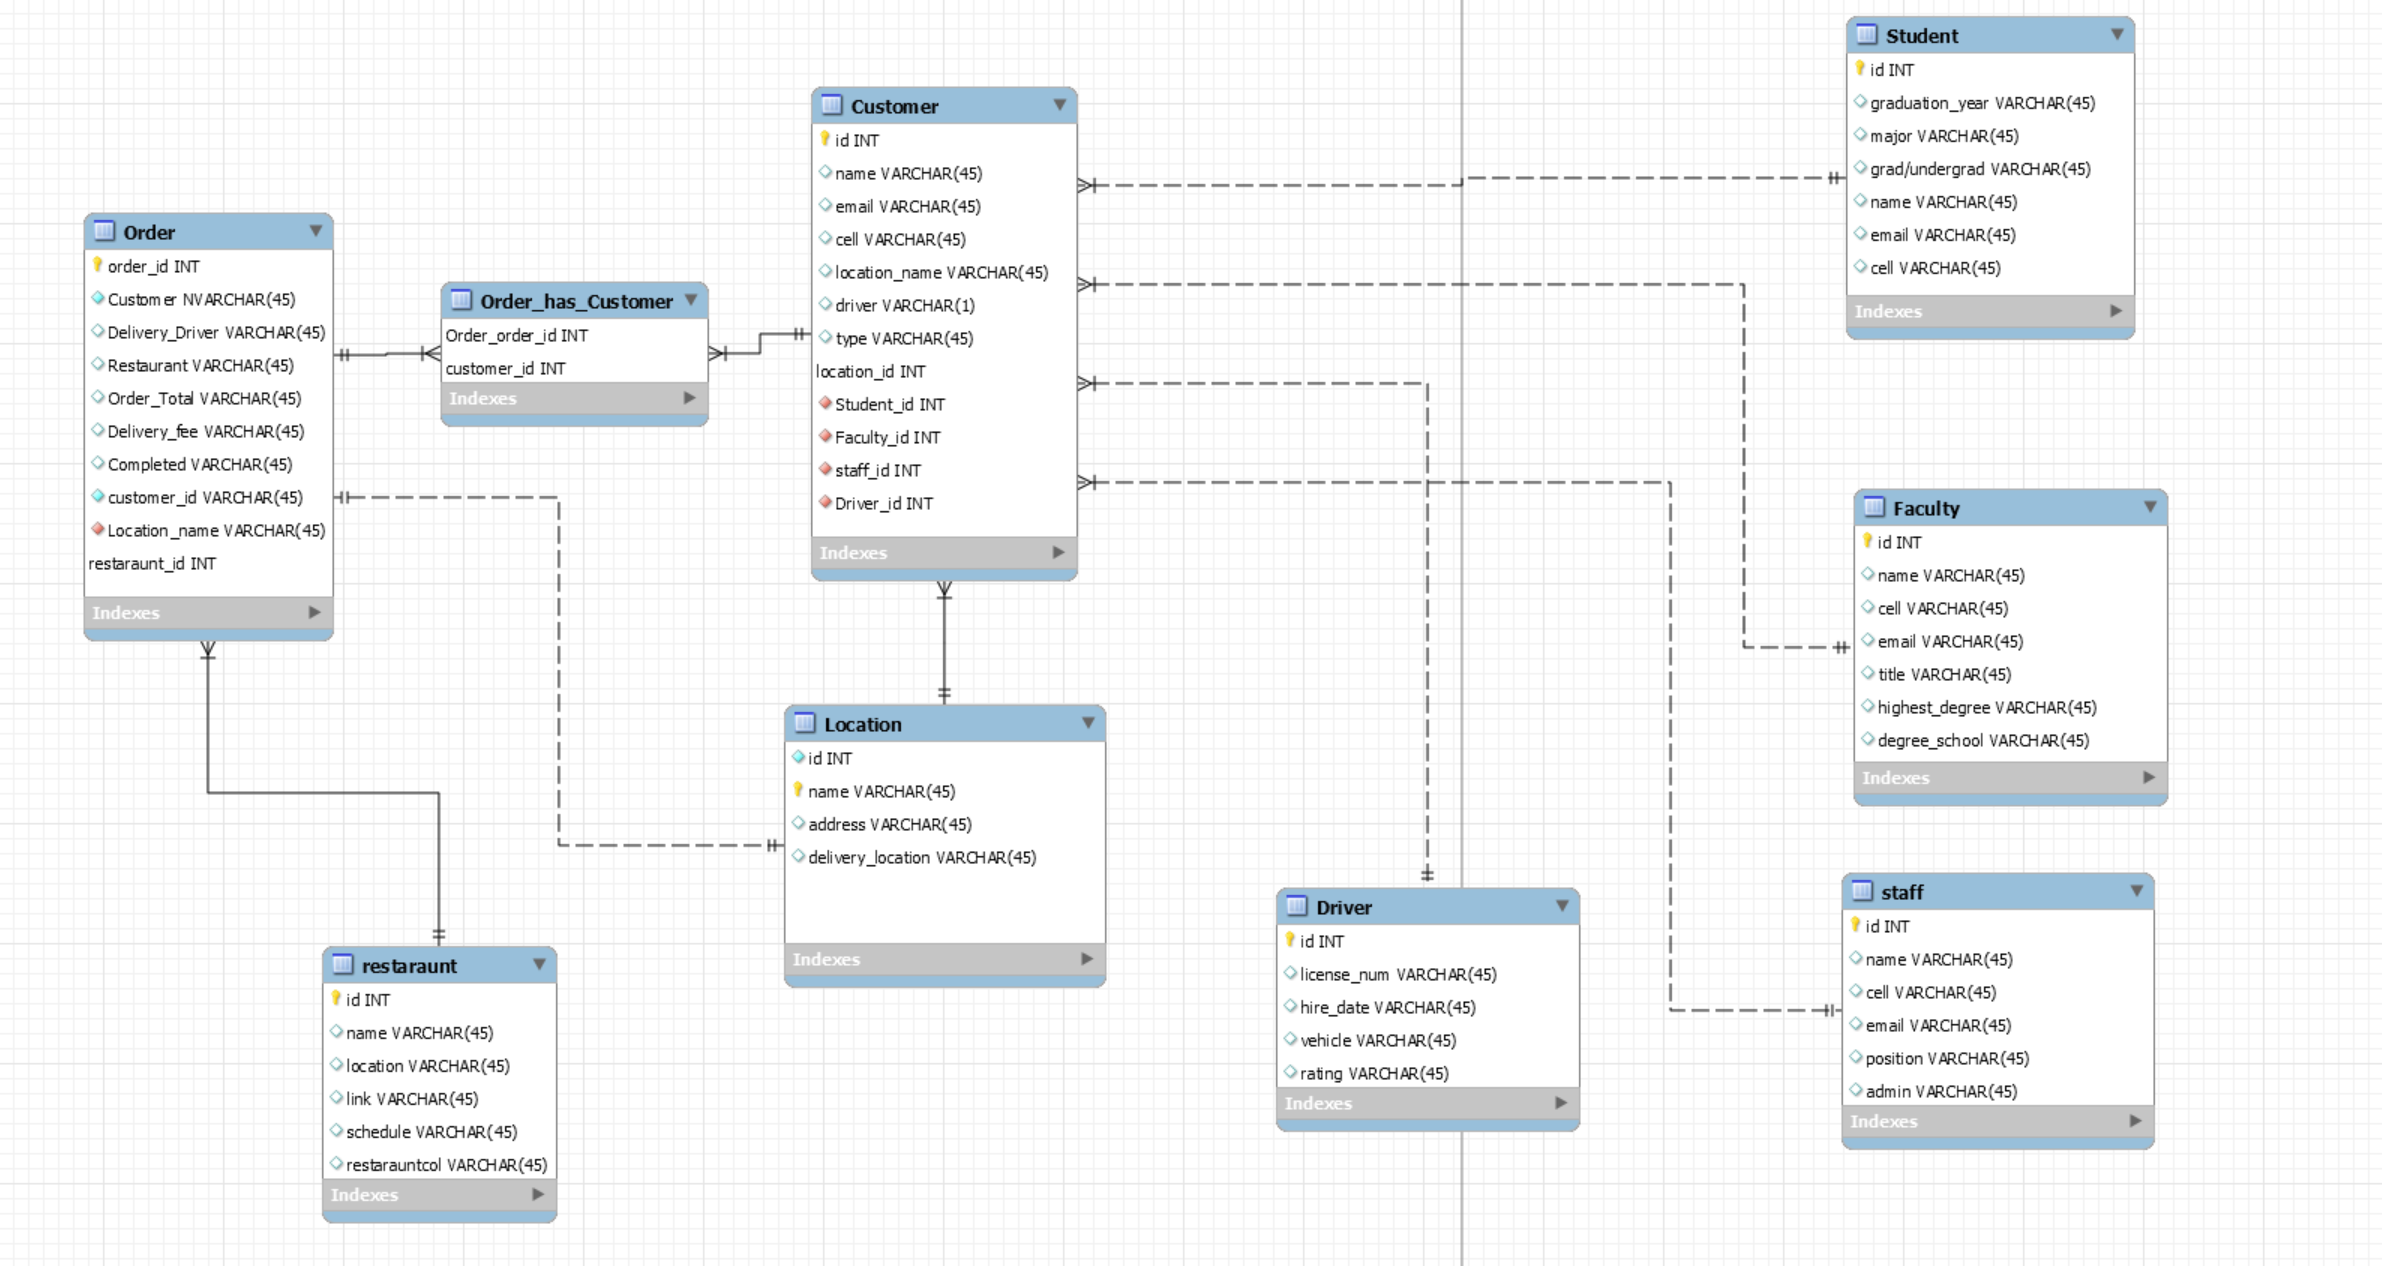 Order
order_id INT
Customer NVARCHAR(45)
Delivery_Driver VARCHAR(45)
Restaurant VARCHAR(45)
Order_Total VARCHAR(45)
Delivery_fee VARCHAR(45)
Completed VARCHAR(45)
customer_id VARCHAR(45)
Location_name VARCHAR(45)
restaraunt_id INT
Indexes
Order_has_Customer
Order_order_id INT
customer_id INT
Indexes
Customer
id INT
name VARCHAR(45)
email VARCHAR(45)
cell VARCHAR(45)
location_name VARCHAR(45)
driver VARCHAR(1)
type VARCHAR(45)
location_id INT
Student_id INT
Faculty_id INT
staff_id INT
Driver_id INT
Indexes
Student
id INT
graduation_year VARCHAR(45)
major VARCHAR(45)
grad/undergrad VARCHAR(45)
name VARCHAR(45)
email VARCHAR(45)
cell VARCHAR(45)
Indexes
Faculty
id INT
name VARCHAR(45)
cell VARCHAR(45)
email VARCHAR(45)
title VARCHAR(45)
highest_degree VARCHAR(45)
degree_school VARCHAR(45)
Indexes
Location
id INT
name VARCHAR(45)
address VARCHAR(45)
delivery_location VARCHAR(45)
Indexes
restaraunt
id INT
name VARCHAR(45)
location VARCHAR(45)
link VARCHAR(45)
schedule VARCHAR(45)
restarauntcol VARCHAR(45)
Indexes
Driver
id INT
license_num VARCHAR(45)
hire_date VARCHAR(45)
vehicle VARCHAR(45)
rating VARCHAR(45)
Indexes
staff
id INT
name VARCHAR(45)
cell VARCHAR(45)
email VARCHAR(45)
position VARCHAR(45)
admin VARCHAR(45)
Indexes